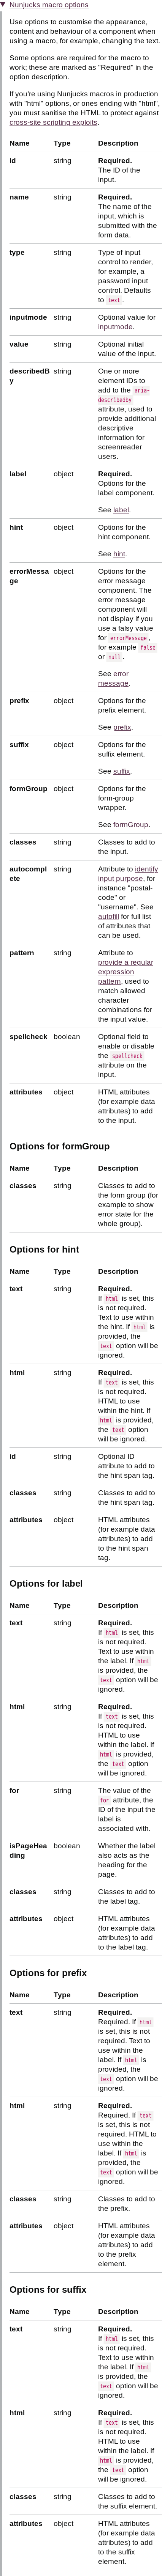 Nunjucks macro options
Use options to customise the appearance,
content and behaviour of a component when
using a macro, for example, changing the text.
Some options are required for the macro to
work; these are marked as "Required" in the
option description.
If you're using Nunjucks macros in production
with "html" options, or ones ending with "html",
you must sanitise the HTML to protect against
cross-site scripting exploits.
Name Type Description
id string Required.
The ID of the
input.
name string Required.
The name of the
input, which is
submitted with the
form data.
type string Type of input
control to render,
for example, a
password input
control. Defaults
to text .
inputmode string Optional value for
inputmode.
value string Optional initial
value of the input.
describedB string One or more
y element IDs to
add to the aria-
describedby
attribute, used to
provide additional
descriptive
information for
screenreader
users.
label object Required.
Options for the
label component.
See label.
hint object Options for the
hint component.
See hint.
errorMessa object Options for the
ge error message
component. The
error message
component will
not display if you
use a falsy value
for errorMessage ,
for example false
or null .
See error
message.
prefix object Options for the
prefix element.
See prefix.
suffix object Options for the
suffix element.
See suffix.
formGroup object Options for the
form-group
wrapper.
See formGroup.
classes string Classes to add to
the input.
autocompl string Attribute to identify
ete input purpose, for
instance "postal-
code" or
"username". See
autofill for full list
of attributes that
can be used.
pattern string Attribute to
provide a regular
expression
pattern, used to
match allowed
character
combinations for
the input value.
spellcheck boolean Optional field to
enable or disable
the spellcheck
attribute on the
input.
attributes object HTML attributes
(for example data
attributes) to add
to the input.
Options for formGroup
Name Type Description
classes string Classes to add to
the form group (for
example to show
error state for the
whole group).
Options for hint
Name Type Description
text string Required.
If html is set, this
is not required.
Text to use within
the hint. If html is
provided, the
text option will be
ignored.
html string Required.
If text is set, this
is not required.
HTML to use
within the hint. If
html is provided,
the text option
will be ignored.
id string Optional ID
attribute to add to
the hint span tag.
classes string Classes to add to
the hint span tag.
attributes object HTML attributes
(for example data
attributes) to add
to the hint span
tag.
Options for label
Name Type Description
text string Required.
If html is set, this
is not required.
Text to use within
the label. If html
is provided, the
text option will be
ignored.
html string Required.
If text is set, this
is not required.
HTML to use
within the label. If
html is provided,
the text option
will be ignored.
for string The value of the
for attribute, the
ID of the input the
label is
associated with.
isPageHea boolean Whether the label
ding also acts as the
heading for the
page.
classes string Classes to add to
the label tag.
attributes object HTML attributes
(for example data
attributes) to add
to the label tag.
Options for prefix
Name Type Description
text string Required.
Required. If html
is set, this is not
required. Text to
use within the
label. If html is
provided, the
text option will be
ignored.
html string Required.
Required. If text
is set, this is not
required. HTML to
use within the
label. If html is
provided, the
text option will be
ignored.
classes string Classes to add to
the prefix.
attributes object HTML attributes
(for example data
attributes) to add
to the prefix
element.
Options for suffix
Name Type Description
text string Required.
If html is set, this
is not required.
Text to use within
the label. If html
is provided, the
text option will be
ignored.
html string Required.
If text is set, this
is not required.
HTML to use
within the label. If
html is provided,
the text option
will be ignored.
classes string Classes to add to
the suffix element.
attributes object HTML attributes
(for example data
attributes) to add
to the suffix
element.